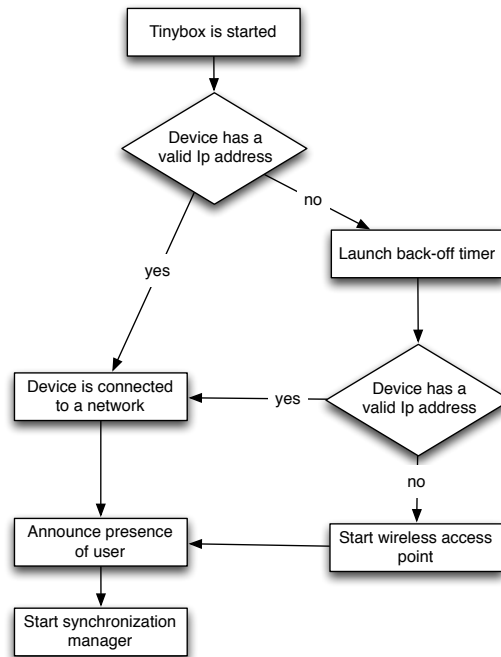 Tinybox is started
Device has a
valid Ip address
no
Launch back-off timer
yes
Device is connected
to a network
yes
Device has a
valid Ip address
no
Announce presence
of user
Start wireless access
point
Start synchronization
manager